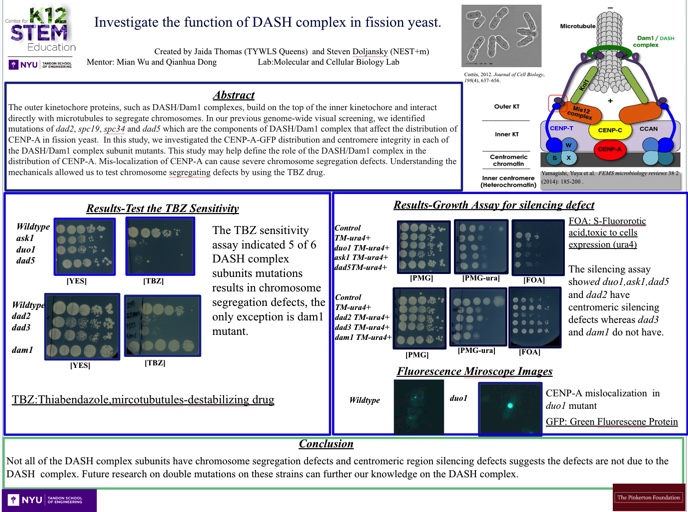 Center for K12
STEM
Education
NYU TANDON SCHOOL OF ENGINEERING
Investigate the function of DASH complex in fission yeast.
Created by Jaida Thomas (TYWLS Queens) and Steven Doljansky (NEST+m)
Mentor: Mian Wu and Qianhua Dong Lab:Molecular and Cellular Biology Lab
Cortés, 2012. Journal of Cell Biology,
198(4), 637–656.
Microtubule
Dam1 / DASH
complex
Knl1
Mis12
complex
Outer KT
CENP-T
CENP-C
CCAN
Inner KT
W
CENP-A
S
X
Centromeric
chromatin
Inner centromere
(Heterochromatin)
Yamagishi, Yuya et al. FEMS microbiology reviews 38 2
(2014): 185-200 .
Abstract
The outer kinetochore proteins, such as DASH/Dam1 complexes, build on the top of the inner kinetochore and interact
directly with microtubules to segregate chromosomes. In our previous genome-wide visual screening, we identified
mutations of dad2, spc19, spc34 and dad5 which are the components of DASH/Dam1 complex that affect the distribution of
CENP-A in fission yeast. In this study, we investigated the CENP-A-GFP distribution and centromere integrity in each of
the DASH/Dam1 complex subunit mutants. This study may help define the role of the DASH/Dam1 complex in the
distribution of CENP-A. Mis-localization of CENP-A can cause severe chromosome segregation defects. Understanding the
mechanicals allowed us to test chromosome segregating defects by using the TBZ drug.
Results-Test the TBZ Sensitivity
Wildtype
ask1
duo1
dad5
[YES]
[TBZ]
Wildtype
dad2
dad3
dam1
[YES]
[TBZ]
The TBZ sensitivity
assay indicated 5 of 6
DASH complex
subunits mutations
results in chromosome
segregation defects, the
only exception is dam1
mutant.
TBZ:Thiabendazole,mircotubutules-destabilizing drug
Results-Growth Assay for silencing defect
Control
TM-ura4+
duo1 TM-ura4+
ask1 TM-ura4+
dad5TM-ura4+
[PMG]
[PMG-ura]
[FOA]
Control
TM-ura4+
dad2 TM-ura4+
dad3 TM-ura4+
dam1 TM-ura4+
[PMG]
[PMG-ura]
[FOA]
FOA: S-Fluororotic
acid,toxic to cells
expression (ura4)
The silencing assay
showed duo1,ask1,dad5
and dad2 have
centromeric silencing
defects whereas dad3
and dam1 do not have.
Fluorescence Miroscope Images
Wildtype
duo1
CENP-A mislocalization in
duo1 mutant
GFP: Green Fluorescene Protein
Conclusion
Not all of the DASH complex subunits have chromosome segregation defects and centromeric region silencing defects suggests the defects are not due to the
DASH complex. Future research on double mutations on these strains can further our knowledge on the DASH complex.
NYU TANDON SCHOOL OF ENGINEERING
The Pinkerton Foundation